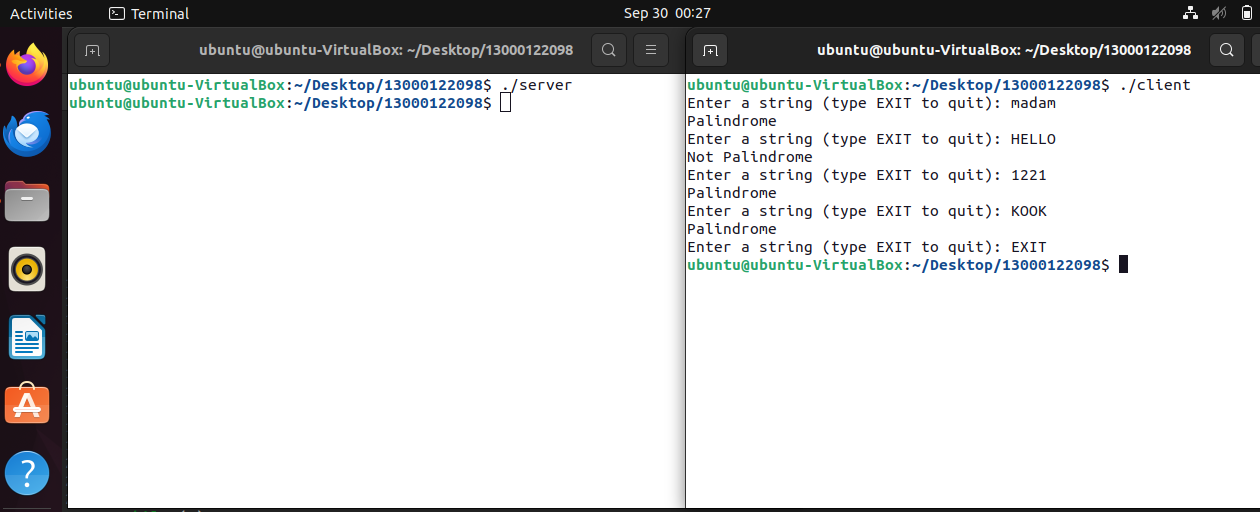 Activities Terminal Sep 30 00:27
ubuntu@ubuntu-VirtualBox: ~/Desktop/13000122098
ubuntu@ubuntu-VirtualBox:~/Desktop/13000122098$ ./server
ubuntu@ubuntu-VirtualBox:~/Desktop/13000122098$
ubuntu@ubuntu-VirtualBox: ~/Desktop/13000122098
ubuntu@ubuntu-VirtualBox:~/Desktop/13000122098$ ./client
Enter a string (type EXIT to quit): madam
Palindrome
Enter a string (type EXIT to quit): HELLO
Not Palindrome
Enter a string (type EXIT to quit): 1221
Palindrome
Enter a string (type EXIT to quit): KOOK
Palindrome
Enter a string (type EXIT to quit): EXIT
ubuntu@ubuntu-VirtualBox:~/Desktop/13000122098$